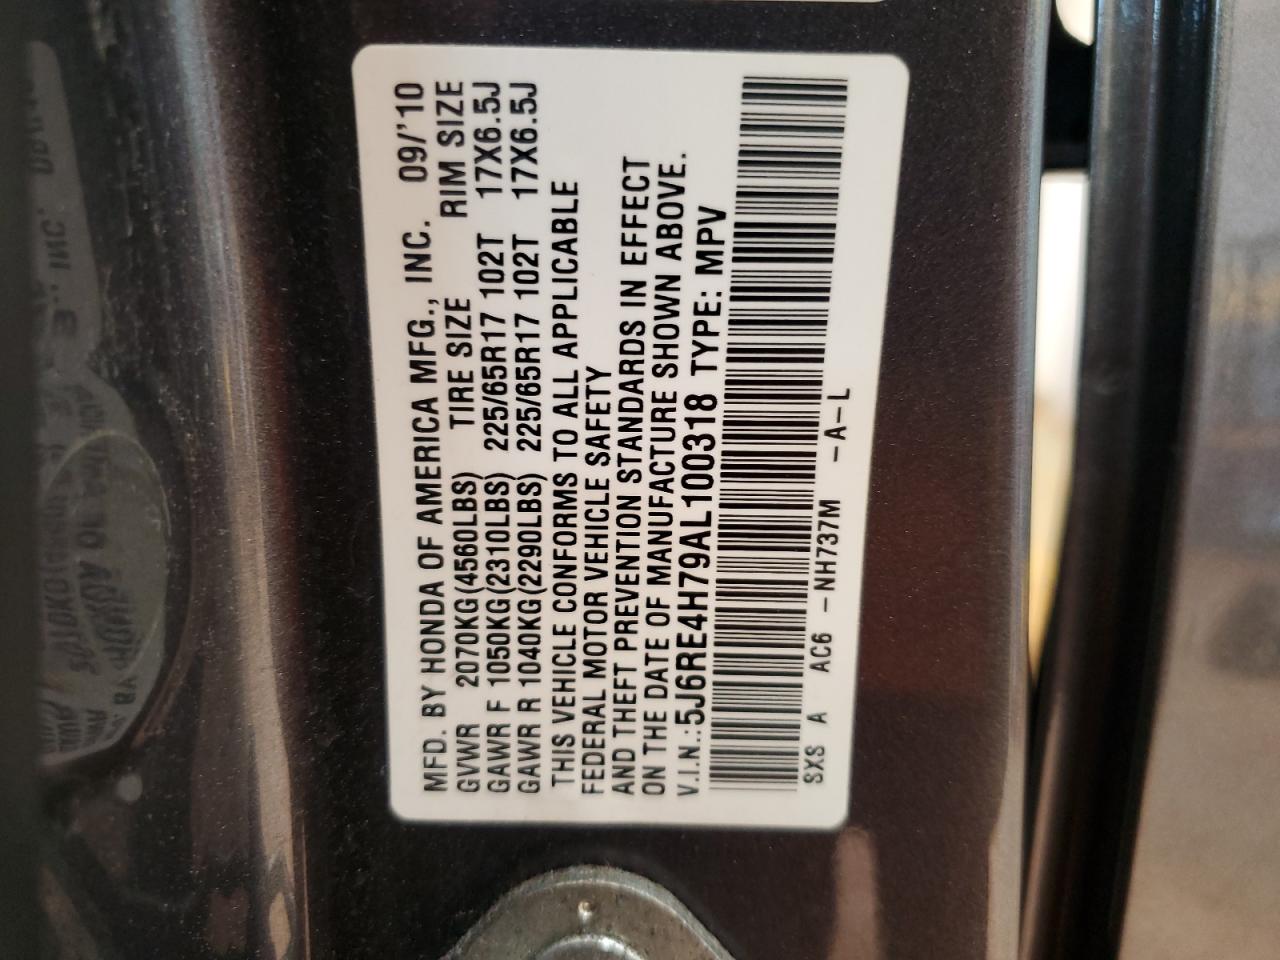 MFD. BY HONDA OF AMERICA MFG., INC. 09/'10
GVWR 2070KG(4560LBS) TIRE SIZE RIM SIZE
GAWR F 1050KG(2310LBS) 225/65R17 102T 17X6.5J
GAWR R 1040KG(2290LBS) 225/65R17 102T 17X6.5J
THIS VEHICLE CONFORMS TO ALL APPLICABLE
FEDERAL MOTOR VEHICLE SAFETY
AND THEFT PREVENTION STANDARDS IN EFFECT
ON THE DATE OF MANUFACTURE SHOWN ABOVE.
V.I.N.:5J6RE4H79AL100318 TYPE: MPV
SXS A AC6 -NH737M -A-L